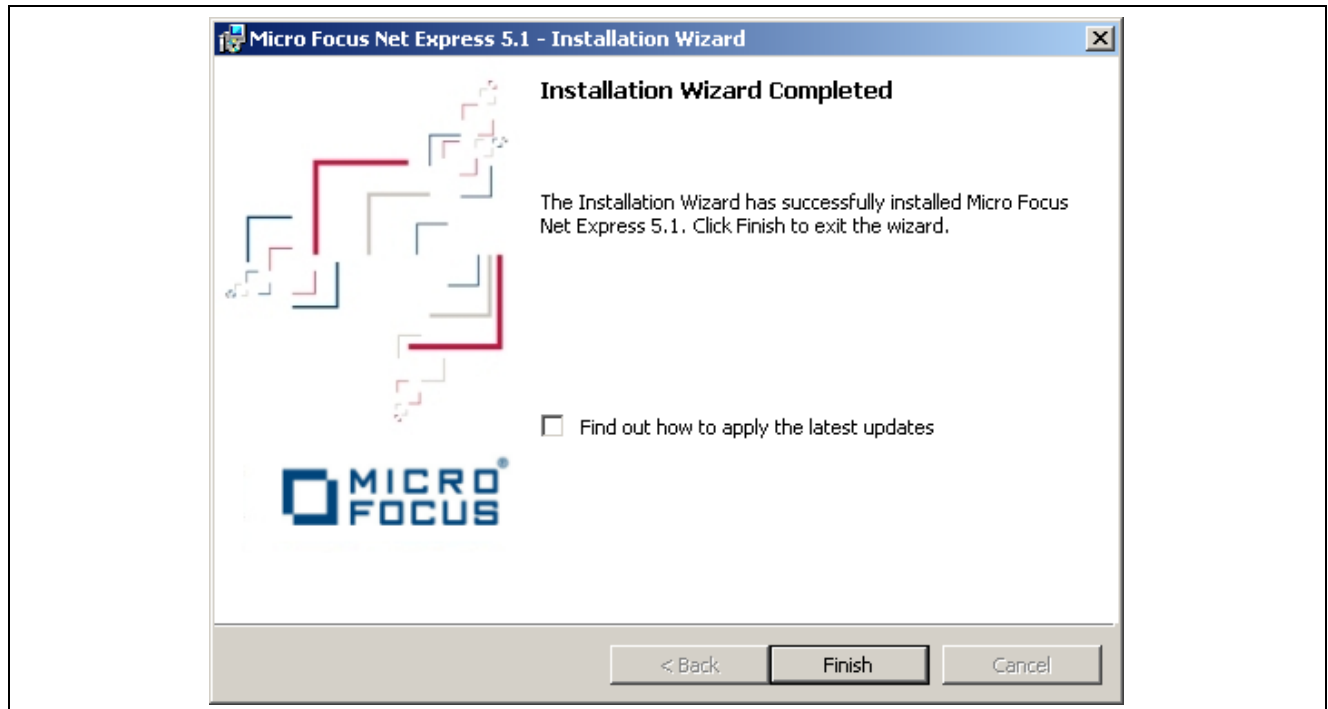 Micro Focus Net Express 5.1 - Installation Wizard
Installation Wizard Completed
The Installation Wizard has successfully installed Micro Focus
Net Express 5.1. Click Finish to exit the wizard.
Find out how to apply the latest updates
MICRO®
FOCUS
< Back
Finish
Cancel